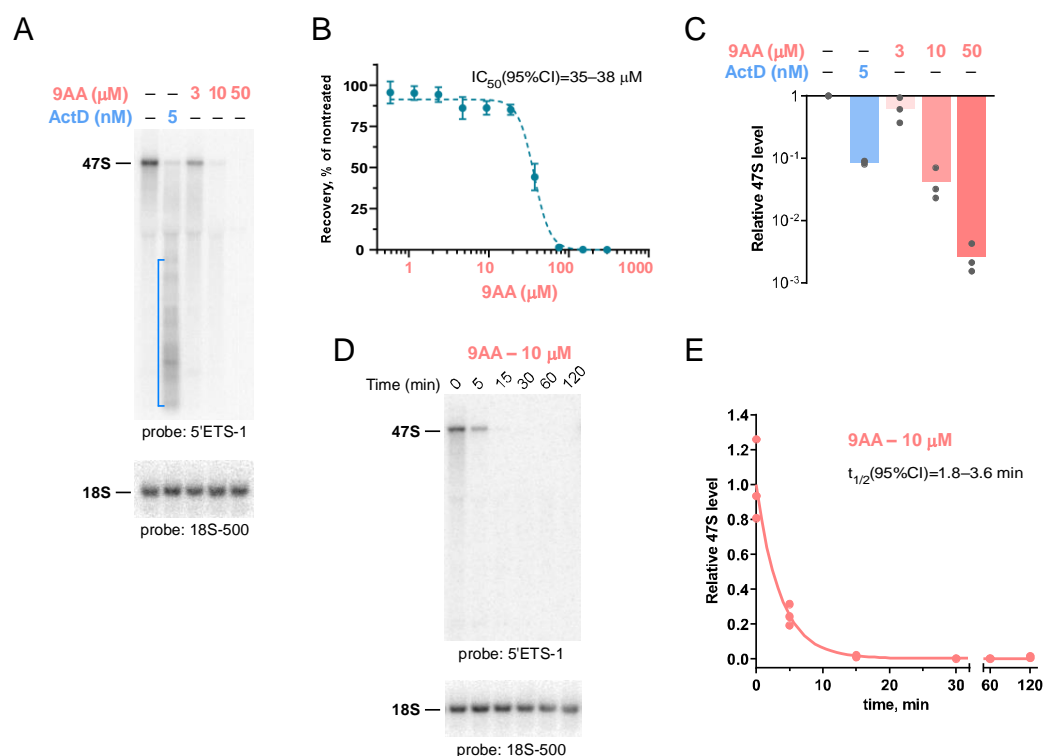 A
9AA (μM) – – 3 10 50
ActD (nM) – 5 – – –
47S
probe: 5'ETS-1
18S
probe: 18S-500
B
IC50(95%CI)=35–38 μM
Recovery, % of nontreated
100
75
50
25
0
1 10 100 1000
9AA (μM)
C
9AA (μM) – – 3 10 50
ActD (nM) – 5 – – –
Relative 47S level
1
10-1
10-2
10-3
D
9AA – 10 μM
Time (min) 0 5 15 30 60 120
47S
probe: 5'ETS-1
18S
probe: 18S-500
E
9AA – 10 μM
t1/2(95%CI)=1.8–3.6 min
Relative 47S level
1.4
1.2
1.0
0.8
0.6
0.4
0.2
0.0
0 10 20 30 60 120
time, min